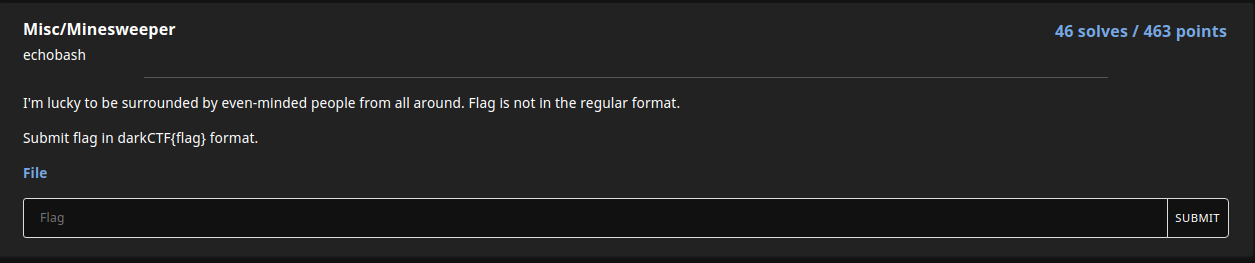 Misc/Minesweeper
46 solves / 463 points
echobash
I'm lucky to be surrounded by even-minded people from all around. Flag is not in the regular format.
Submit flag in darkCTF{flag} format.
File
Flag
SUBMIT